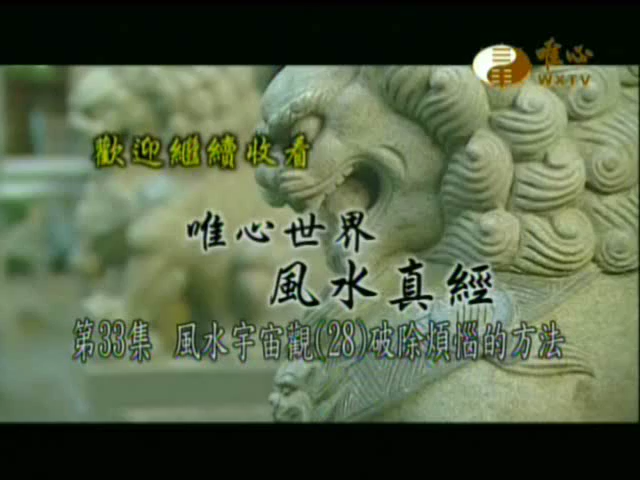 唯心
WXTV
歡迎繼續收看
唯心世界
風水真經
第33集 風水宇宙觀(28)破除煩惱的方法